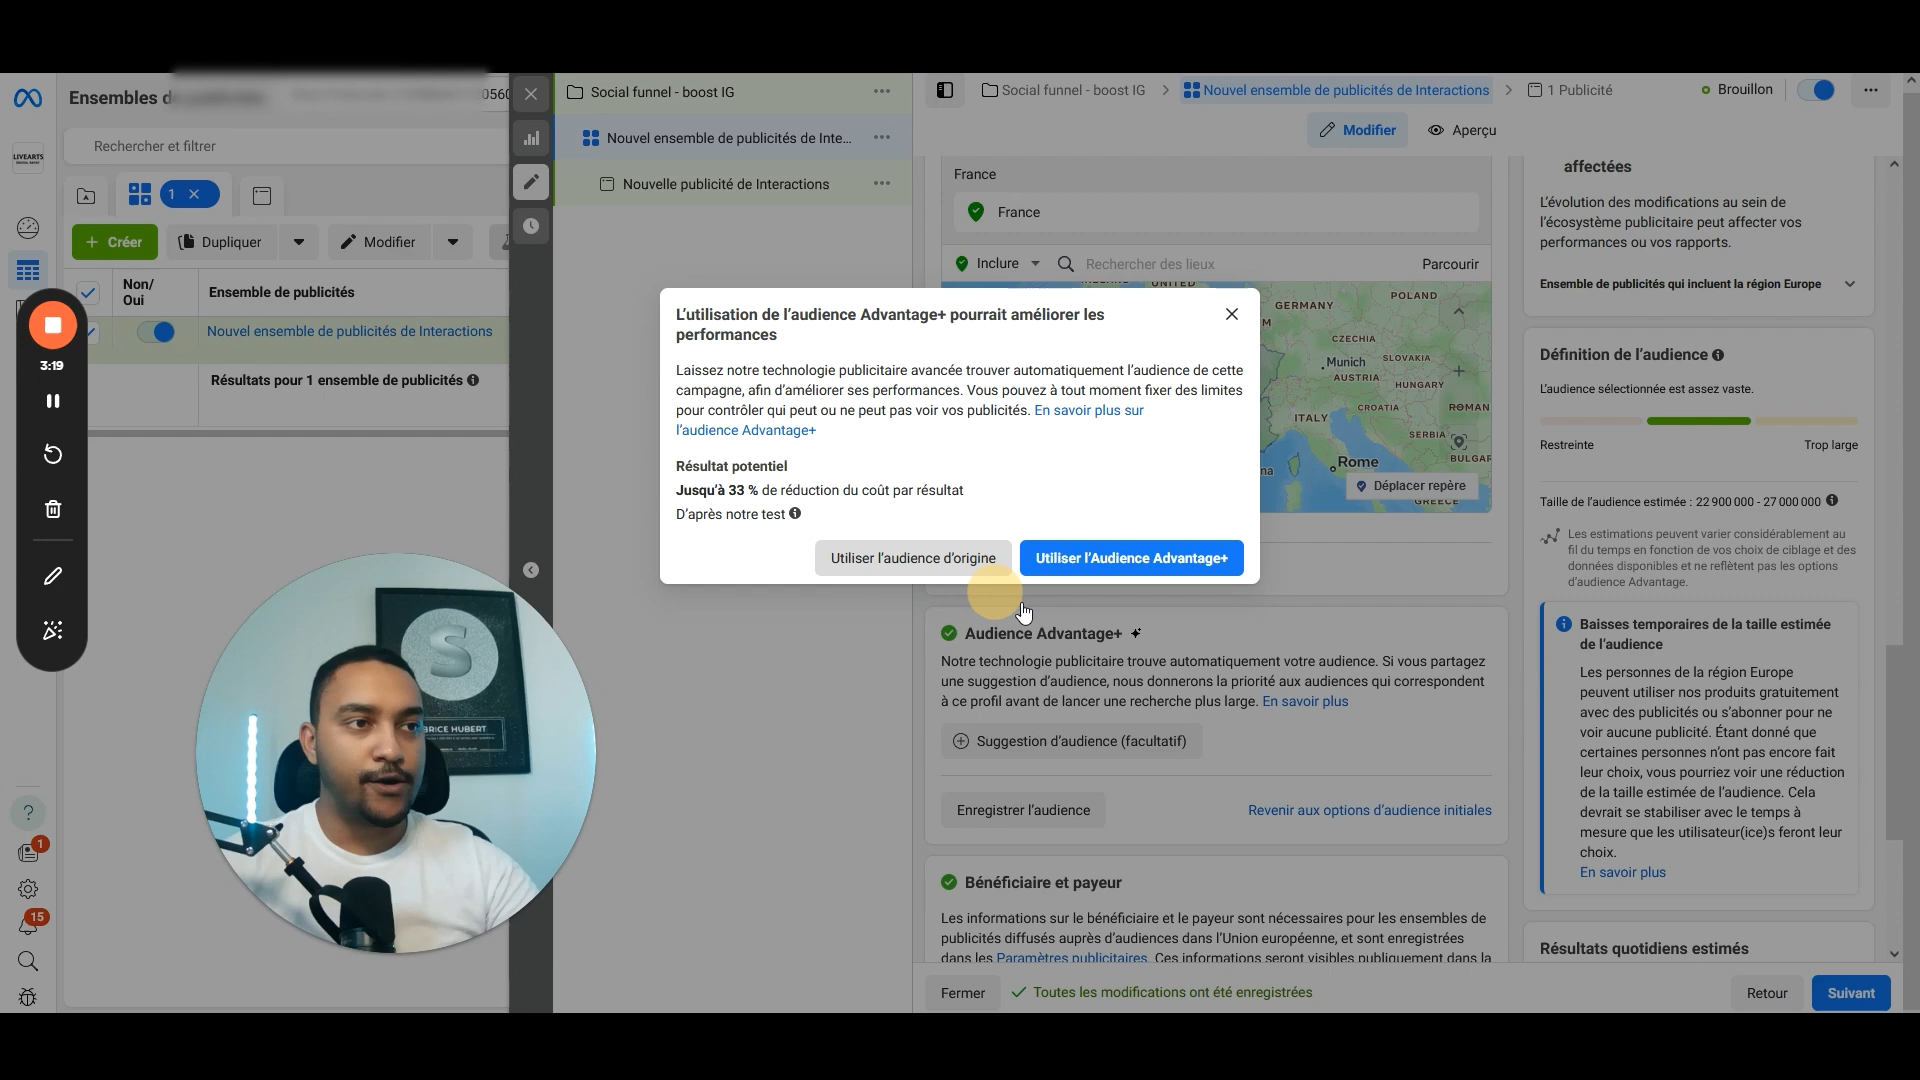 Ensembles d
0560
LIVEARTS
Rechercher et filtrer
1
+ Créer
Dupliquer
Modifier
Non/
Oui
Ensemble de publicités
Nouvel ensemble de publicités de Interactions
Résultats pour 1 ensemble de publicités
3:19
?
1
15
S
BRICE HUBERT
Social funnel - boost IG
Nouvel ensemble de publicités de Inte...
Nouvelle publicité de Interactions
Social funnel - boost IG
Nouvel ensemble de publicités de Interactions
1 Publicité
Brouillon
Modifier
Aperçu
France
France
Inclure
Rechercher des lieux
Parcourir
UNITED
GERMANY
POLAND
CZECHIA
Munich
SLOVAKIA
AUSTRIA
HUNGARY
CROATIA
ROMAN
ITALY
SERBIA
BULGAR
Rome
GREECE
Déplacer repère
L'utilisation de l'audience Advantage+ pourrait améliorer les
performances
Laissez notre technologie publicitaire avancée trouver automatiquement l'audience de cette
campagne, afin d'améliorer ses performances. Vous pouvez à tout moment fixer des limites
pour contrôler qui peut ou ne peut pas voir vos publicités. En savoir plus sur
l'audience Advantage+
Résultat potentiel
Jusqu'à 33 % de réduction du coût par résultat
D'après notre test
Utiliser l'audience d'origine
Utiliser l'Audience Advantage+
Audience Advantage+
Notre technologie publicitaire trouve automatiquement votre audience. Si vous partagez
une suggestion d'audience, nous donnerons la priorité aux audiences qui correspondent
à ce profil avant de lancer une recherche plus large. En savoir plus
Suggestion d'audience (facultatif)
Enregistrer l'audience
Revenir aux options d'audience initiales
Bénéficiaire et payeur
Les informations sur le bénéficiaire et le payeur sont nécessaires pour les ensembles de
publicités diffusés auprès d'audiences dans l'Union européenne, et sont enregistrées
dans les Paramètres publicitaires. Ces informations seront visibles publiquement dans la
Fermer
Toutes les modifications ont été enregistrées
Retour
Suivant
affectées
L'évolution des modifications au sein de
l'écosystème publicitaire peut affecter vos
performances ou vos rapports.
Ensemble de publicités qui incluent la région Europe
Définition de l'audience
L'audience sélectionnée est assez vaste.
Restreinte
Trop large
Taille de l'audience estimée : 22 900 000 - 27 000 000
Les estimations peuvent varier considérablement au
fil du temps en fonction de vos choix de ciblage et des
données disponibles et ne reflètent pas les options
d'audience Advantage.
Baisses temporaires de la taille estimée
de l'audience
Les personnes de la région Europe
peuvent utiliser nos produits gratuitement
avec des publicités ou s'abonner pour ne
voir aucune publicité. Étant donné que
certaines personnes n'ont pas encore fait
leur choix, vous pourriez voir une réduction
de la taille estimée de l'audience. Cela
devrait se stabiliser avec le temps à
mesure que les utilisateur(ice)s feront leur
choix.
En savoir plus
Résultats quotidiens estimés